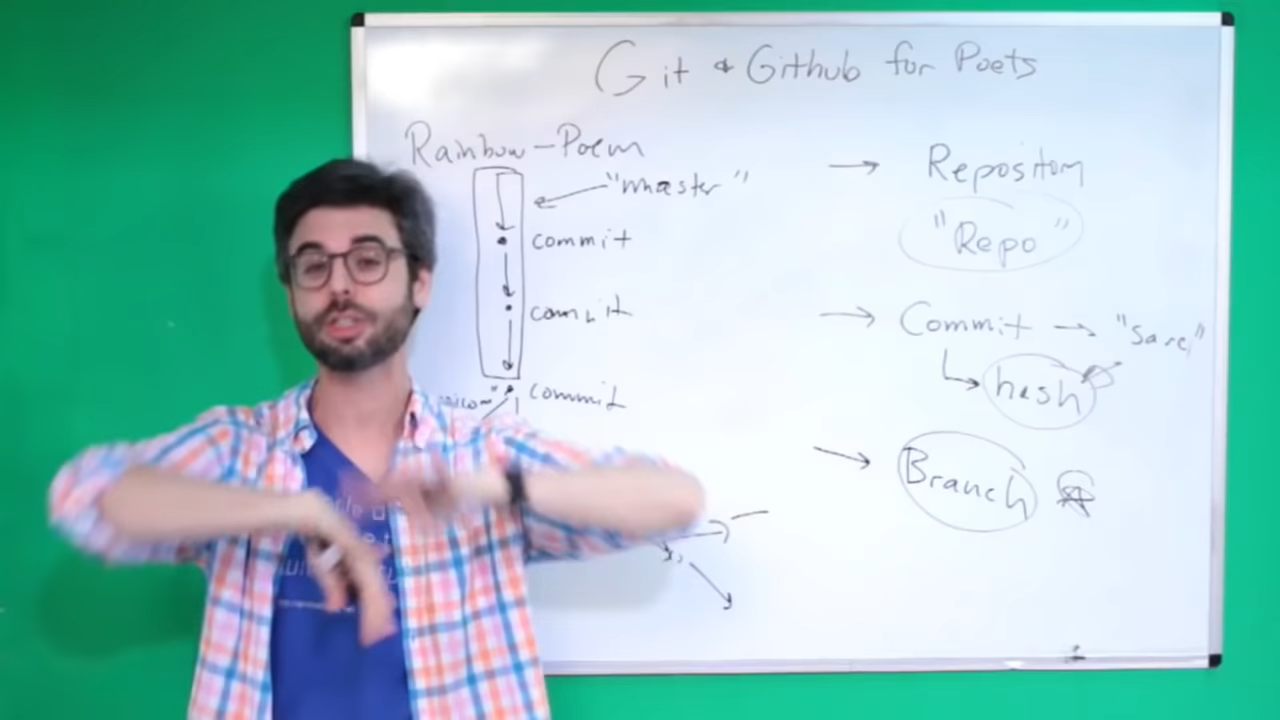 Git & Github for Poets
Rainbow-Poem
"master"
commit
commit
commit
→ Repository
"Repo"
→ Commit → "Save"
↳ hash
→ Branch